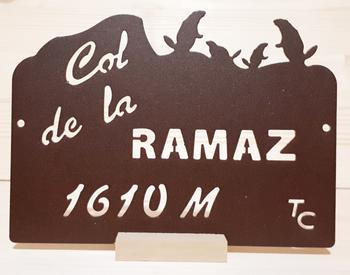 Col
de la
RAMAZ
1610 M
TC